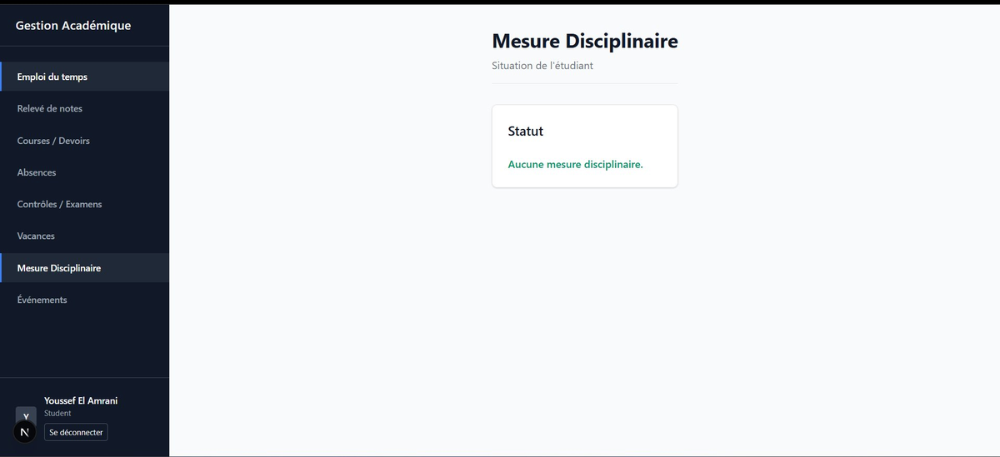 Gestion Académique
Emploi du temps
Relevé de notes
Courses / Devoirs
Absences
Contrôles / Examens
Vacances
Mesure Disciplinaire
Événements
Youssef El Amrani
Student
Y
N
Se déconnecter
Mesure Disciplinaire
Situation de l'étudiant
Statut
Aucune mesure disciplinaire.